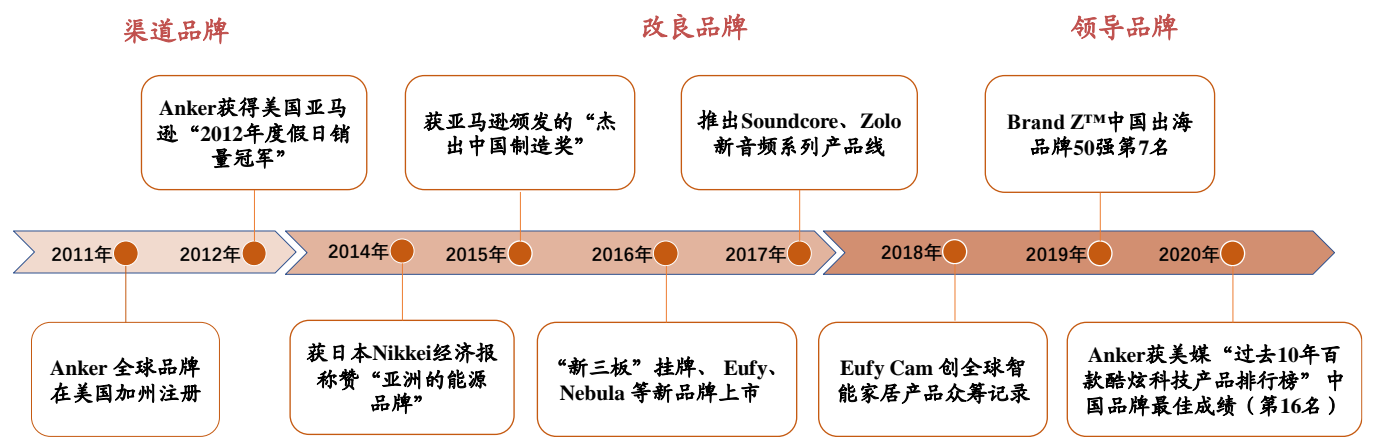 渠道品牌
改良品牌
领导品牌
Anker获得美国亚马
逊“2012年度假日销
量冠军”
获亚马逊颁发的“杰
出中国制造奖”
推出Soundcore、Zolo
新音频系列产品线
Brand Z™中国出海
品牌50强第7名
2011年
2012年
2014年
2015年
2016年
2017年
2018年
2019年
2020年
Anker 全球品牌
在美国加州注册
获日本Nikkei经济报
称赞“亚洲的能源
品牌”
“新三板”挂牌、 Eufy、
Nebula 等新品牌上市
Eufy Cam 创全球智
能家居产品众筹记录
Anker获美媒“过去10年百
款酷炫科技产品排行榜” 中
国品牌最佳成绩（第16名）